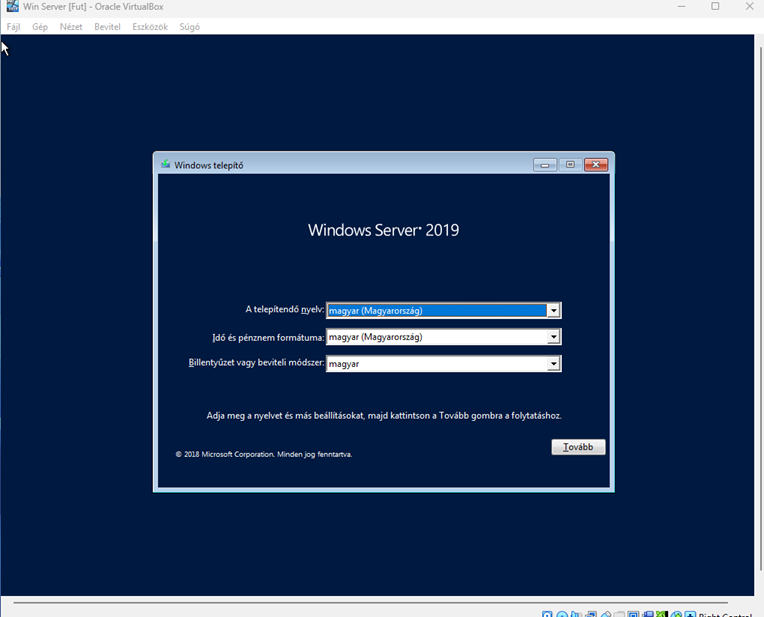 Win Server [Fut] - Oracle VirtualBox
Fájl Gép Nézet Bevitel Eszközök Súgó
Windows telepítő
Windows Server® 2019
A telepítendő nyelv: magyar (Magyarország)
Idő és pénznem formátuma: magyar (Magyarország)
Billentyűzet vagy beviteli módszer: magyar
Adja meg a nyelvet és más beállításokat, majd kattintson a Tovább gombra a folytatáshoz.
Tovább
© 2018 Microsoft Corporation. Minden jog fenntartva.
Right Control